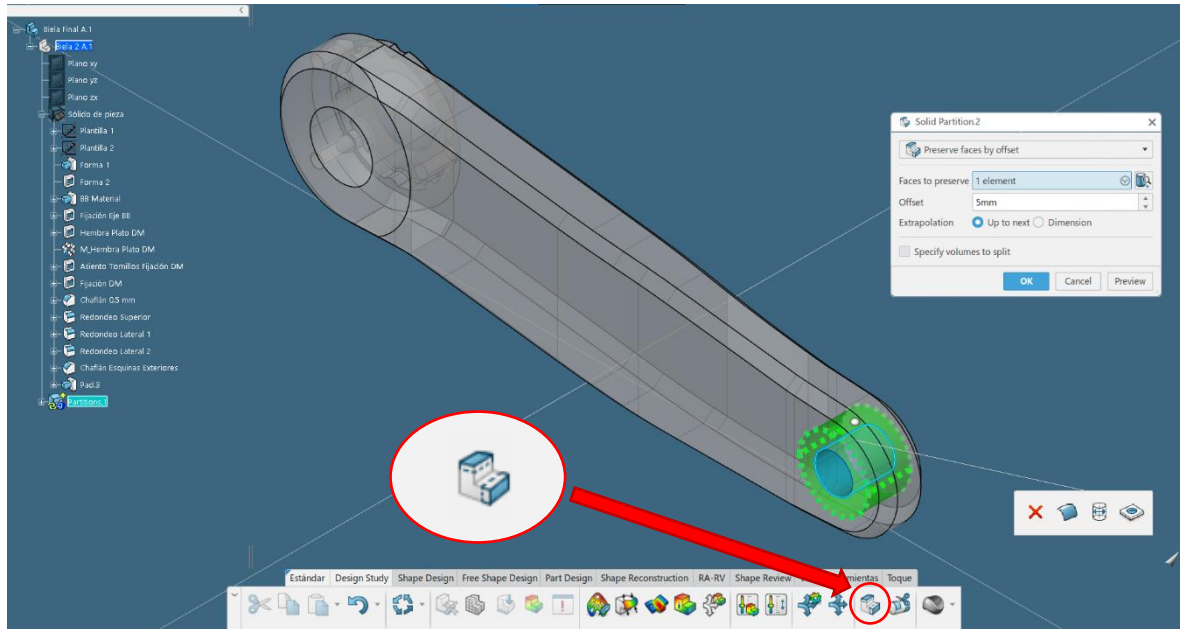 Biela Final A.1
Biela 2 A.1
Plano xy
Plano yz
Plano zx
Sólido de pieza
Plantilla 1
Plantilla 2
Forma 1
Forma 2
BB Material
Fijación Eje BB
Hembra Plato DM
M_Hembra Plato DM
Asiento Tornillos Fijación DM
Fijación DM
Chaflán 0.5 mm
Redondeo Superior
Redondeo Lateral 1
Redondeo Lateral 2
Chaflán Esquinas Exteriores
Pad.3
Partitions.1
Solid Partition.2
Preserve faces by offset
Faces to preserve 1 element
Offset 5mm
Extrapolation Up to next Dimension
Specify volumes to split
OK Cancel Preview
Estándar Design Study Shape Design Free Shape Design Part Design Shape Reconstruction RA-RV Shape Review mientas Toque